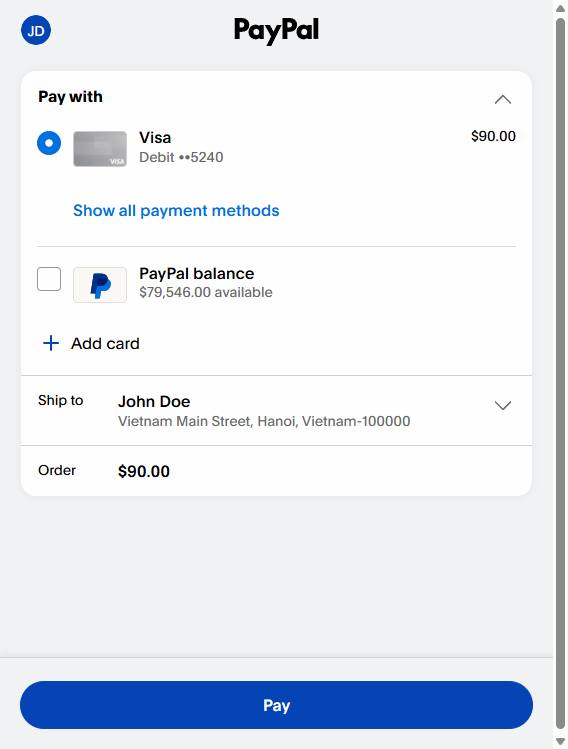 JD
PayPal
Pay with
Visa
$90.00
Debit ••5240
VISA
Show all payment methods
PayPal balance
$79,546.00 available
Add card
Ship to
John Doe
Vietnam Main Street, Hanoi, Vietnam-100000
Order
$90.00
Pay